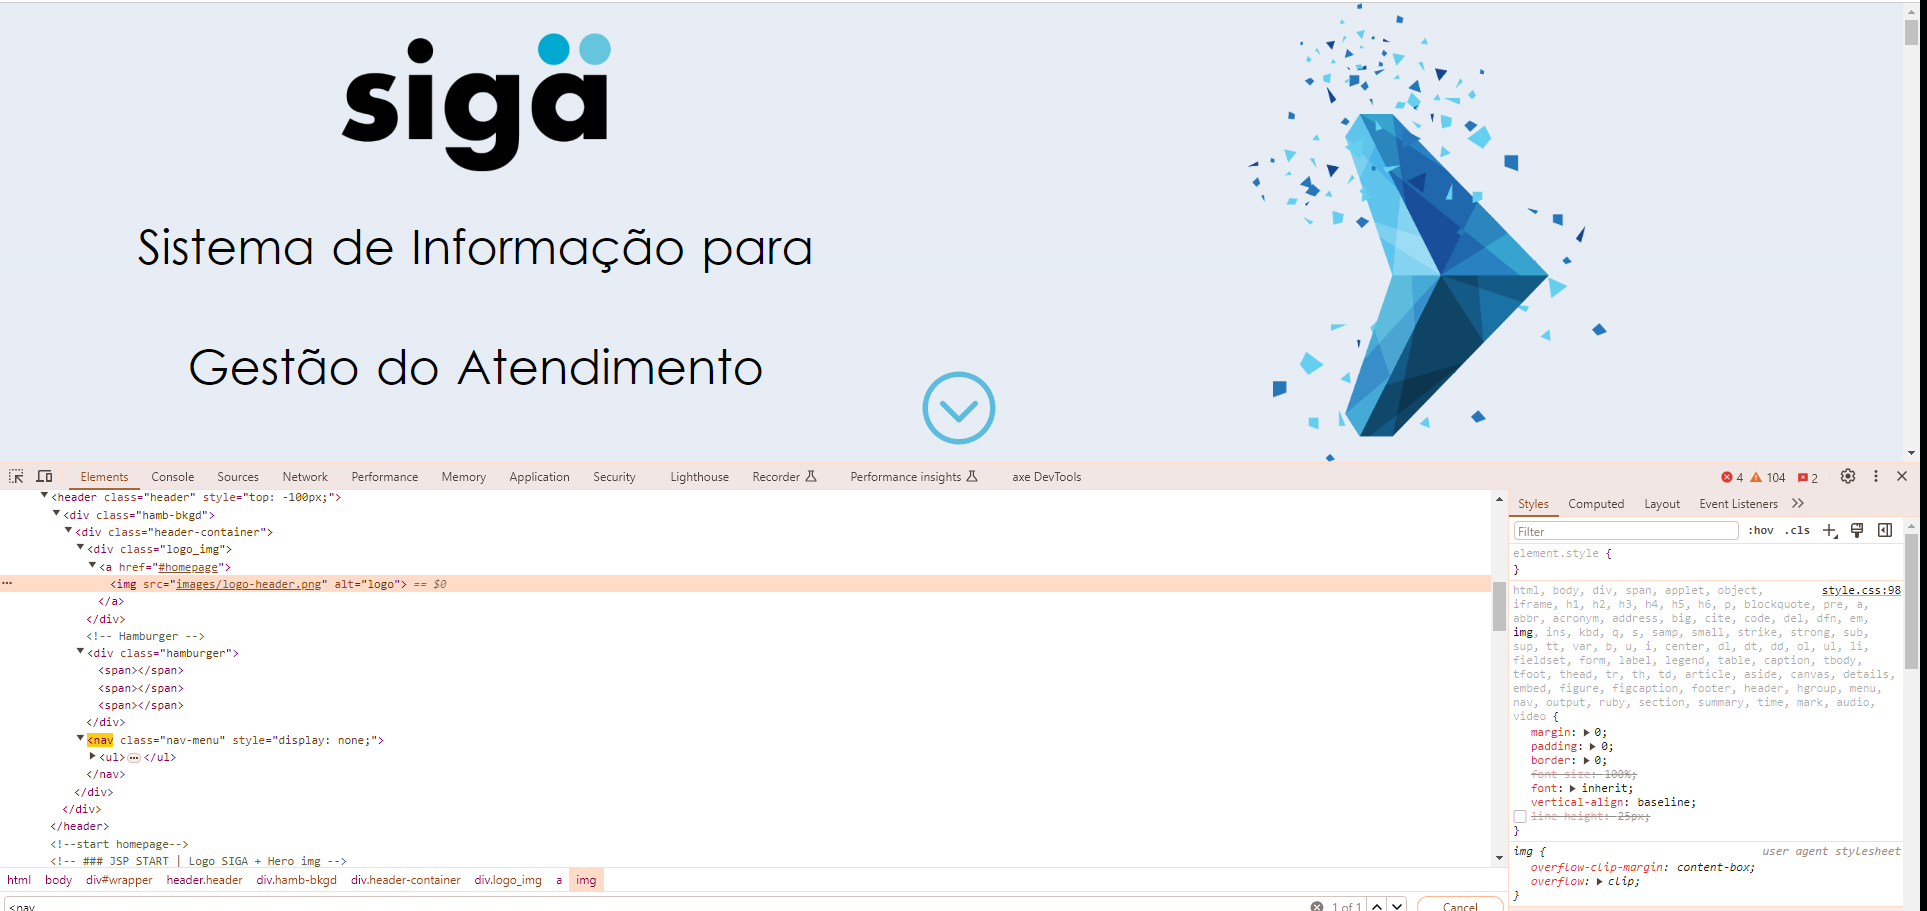 sigä
Sistema de Informação para
Gestão do Atendimento
Elements Console Sources Network Performance Memory Application Security Lighthouse Recorder Performance insights axe DevTools 4 104 2
<header class="header" style="top: -100px;">
<div class="hamb-bkgd">
<div class="header-container">
<div class="logo_img">
<a href="#homepage">
··· <img src="images/logo-header.png" alt="logo"> == $0
</a>
</div>
<!-- Hamburger -->
<div class="hamburger">
<span></span>
<span></span>
<span></span>
</div>
<nav class="nav-menu" style="display: none;">
<ul>···</ul>
</nav>
</div>
</div>
</header>
<!--start homepage-->
<!-- ### JSP START | Logo SIGA + Hero img -->
html body div#wrapper header.header div.hamb-bkgd div.header-container div.logo_img a img
<nav 1 of 1 Cancel
Styles Computed Layout Event Listeners
Filter :hov .cls
element.style {
}
html, body, div, span, applet, object, style.css:98
iframe, h1, h2, h3, h4, h5, h6, p, blockquote, pre, a,
abbr, acronym, address, big, cite, code, del, dfn, em,
img, ins, kbd, q, s, samp, small, strike, strong, sub,
sup, tt, var, b, u, i, center, dl, dt, dd, ol, ul, li,
fieldset, form, label, legend, table, caption, tbody,
tfoot, thead, tr, th, td, article, aside, canvas, details,
embed, figure, figcaption, footer, header, hgroup, menu,
nav, output, ruby, section, summary, time, mark, audio,
video {
margin: 0;
padding: 0;
border: 0;
font-size: 100%;
font: inherit;
vertical-align: baseline;
line-height: 25px;
}
img { user agent stylesheet
overflow-clip-margin: content-box;
overflow: clip;
}